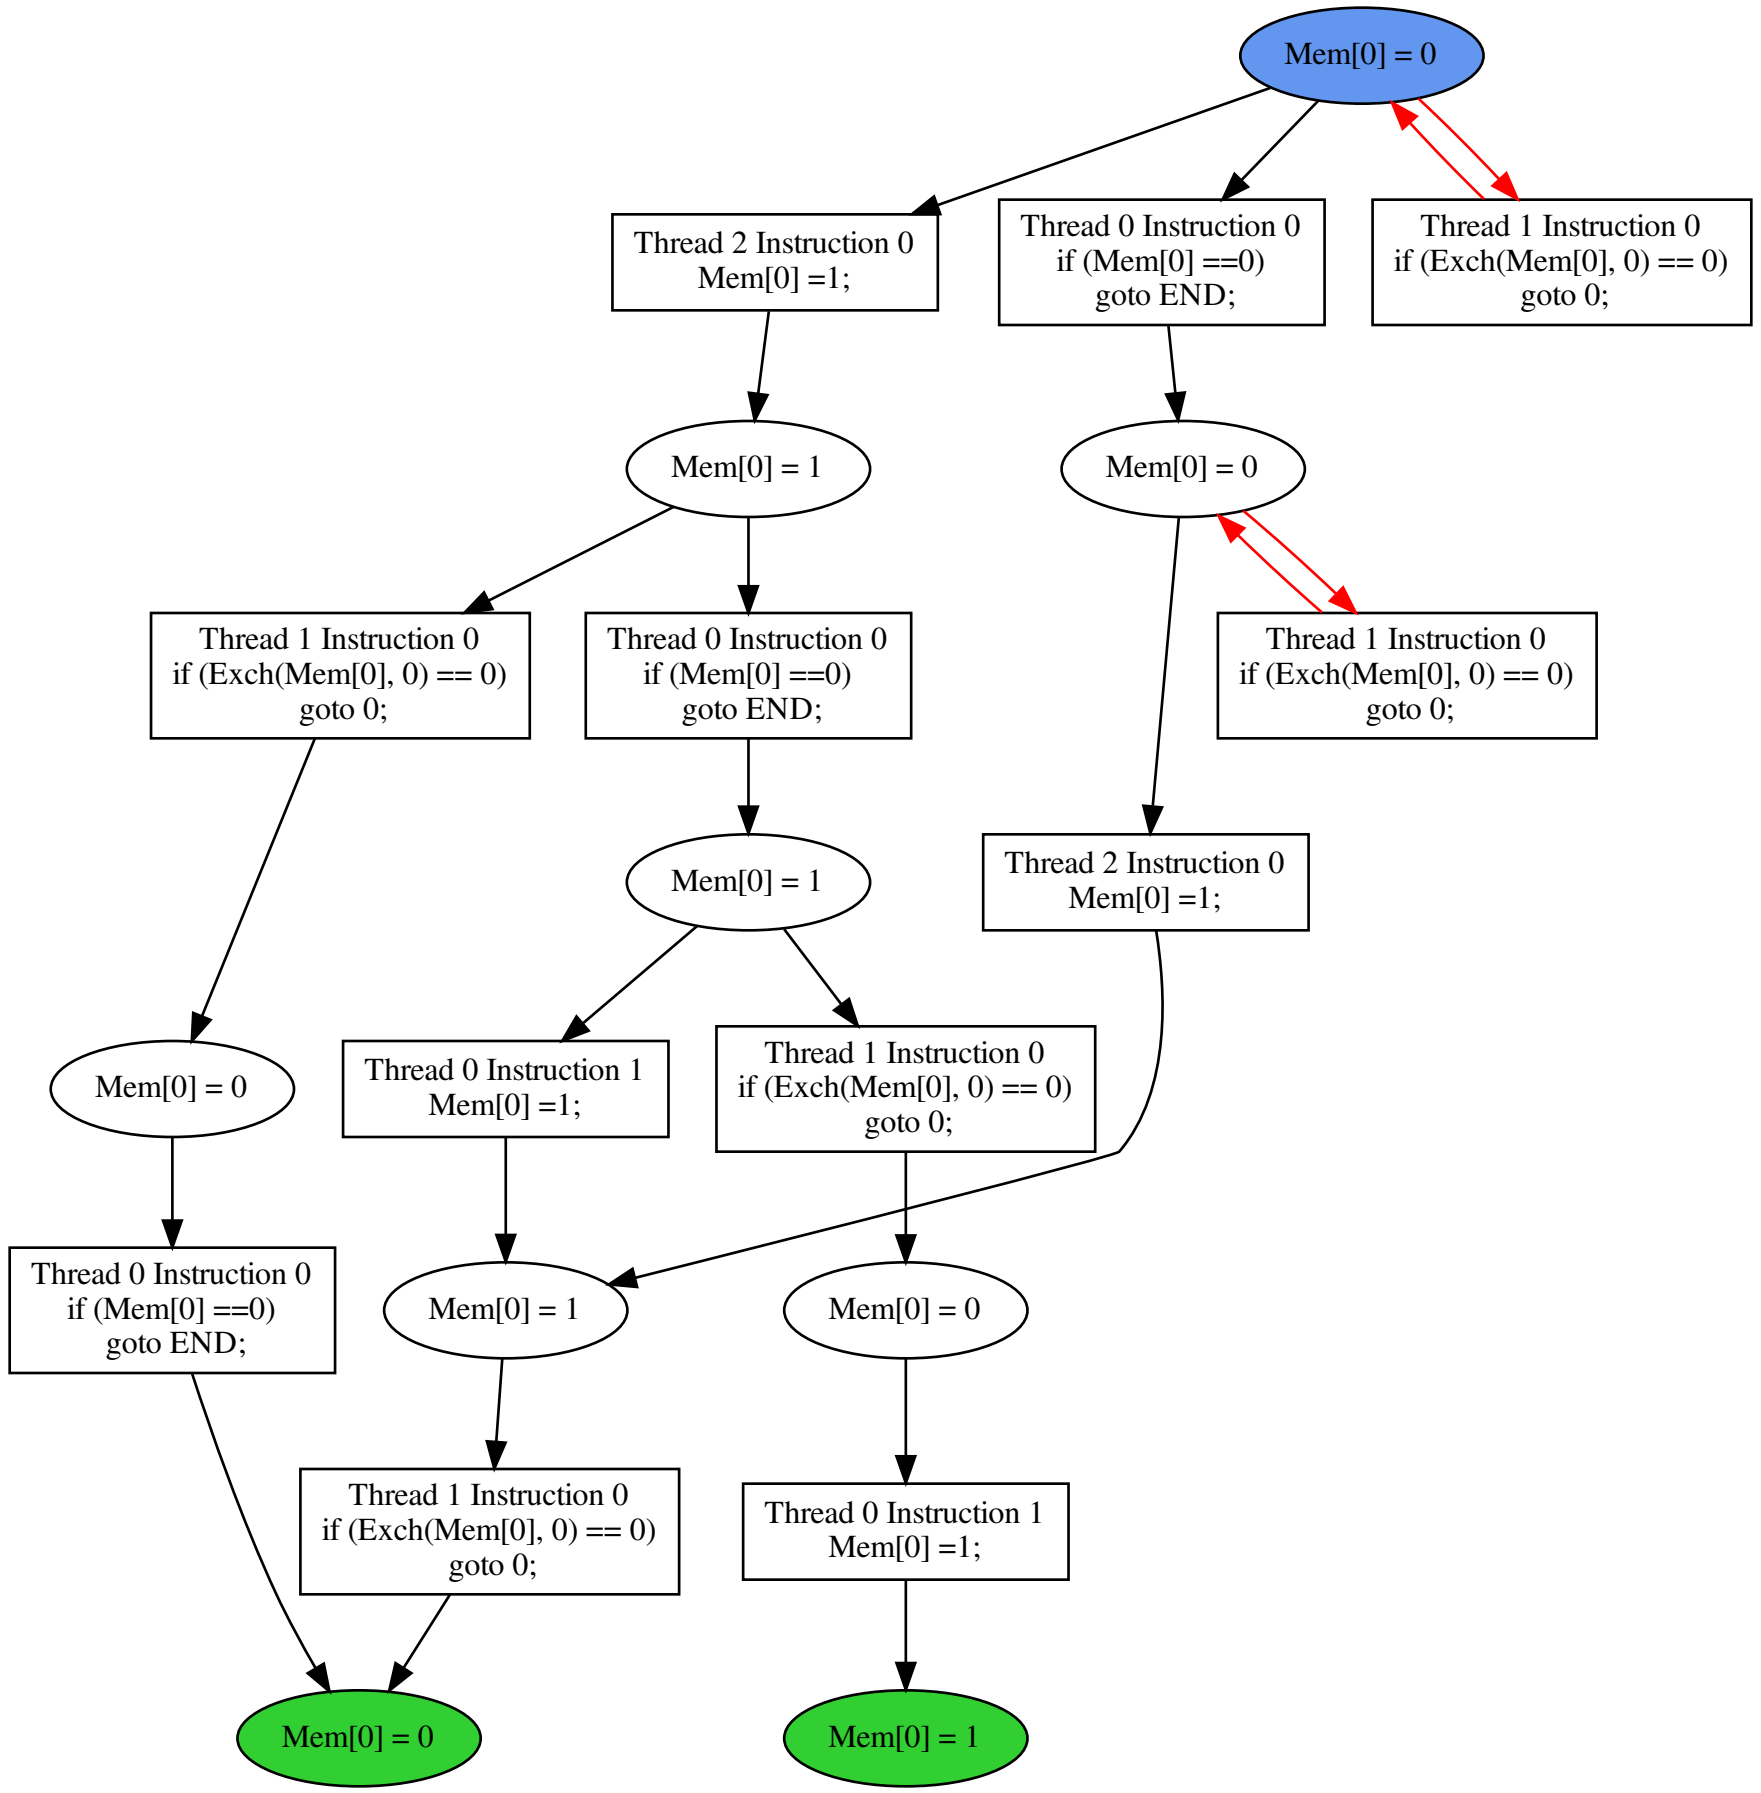 Mem[0] = 0
Thread 2 Instruction 0
Mem[0] =1;
Thread 0 Instruction 0
if (Mem[0] ==0)
goto END;
Thread 1 Instruction 0
if (Exch(Mem[0], 0) == 0)
goto 0;
Mem[0] = 1
Mem[0] = 0
Thread 1 Instruction 0
if (Exch(Mem[0], 0) == 0)
goto 0;
Thread 0 Instruction 0
if (Mem[0] ==0)
goto END;
Thread 1 Instruction 0
if (Exch(Mem[0], 0) == 0)
goto 0;
Mem[0] = 1
Thread 2 Instruction 0
Mem[0] =1;
Mem[0] = 0
Thread 0 Instruction 1
Mem[0] =1;
Thread 1 Instruction 0
if (Exch(Mem[0], 0) == 0)
goto 0;
Thread 0 Instruction 0
if (Mem[0] ==0)
goto END;
Mem[0] = 1
Mem[0] = 0
Thread 1 Instruction 0
if (Exch(Mem[0], 0) == 0)
goto 0;
Thread 0 Instruction 1
Mem[0] =1;
Mem[0] = 0
Mem[0] = 1